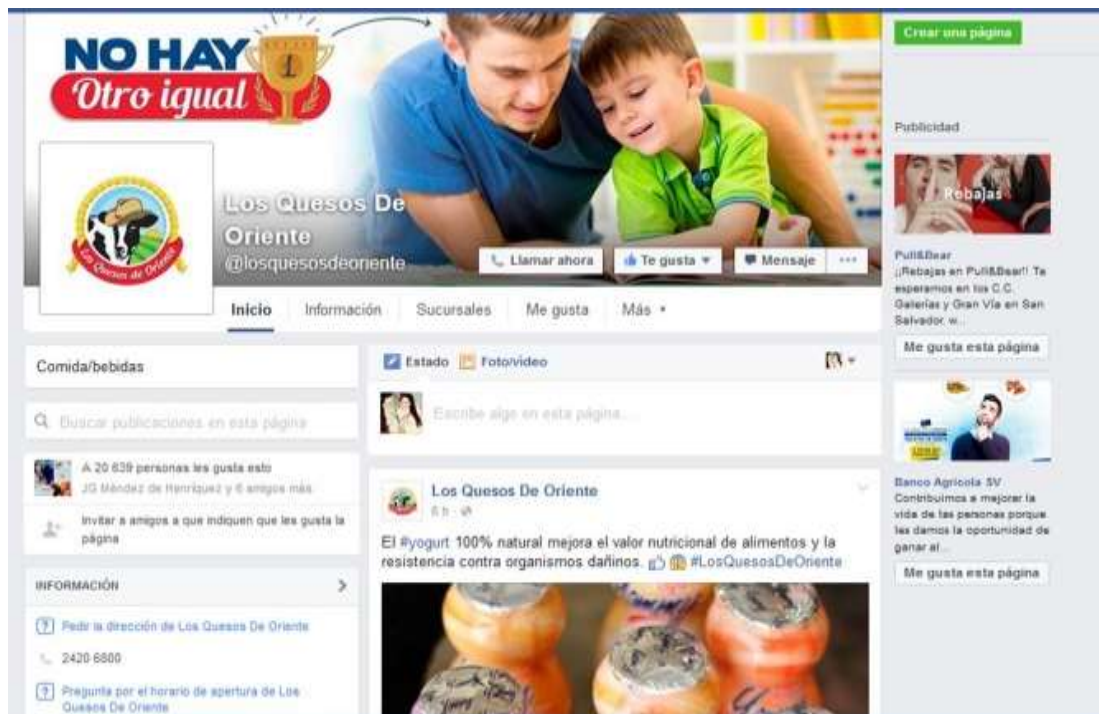 NO HAY
1
Otro igual
Los Quesos de Oriente
Los Quesos De
Oriente
@losquesosdeoriente
Llamar ahora
Te gusta
Mensaje
Inicio
Información
Sucursales
Me gusta
Más
Comida/bebidas
Buscar publicaciones en esta página
A 20 639 personas les gusta esto
JG Méndez de Henríquez y 6 amigos más
Invitar a amigos a que indiquen que les gusta la
página
INFORMACIÓN
Pedir la dirección de Los Quesos De Oriente
2420-6800
Pregunta por el horario de apertura de Los
Quesos De Oriente
Estado
Foto/video
Escribe algo en esta página...
Los Quesos De Oriente
6 h
El #yogurt 100% natural mejora el valor nutricional de alimentos y la
resistencia contra organismos dañinos. #LosQuesosDeOriente
Crear una página
Publicidad
Rebajas
Pull&Bear
¡¡Rebajas en Pull&Bear!! Te
esperamos en los C.C.
Galerías y Gran Vía en San
Salvador, w...
Me gusta esta página
Banco Agrícola SV
Contribuimos a mejorar la
vida de las personas porque
les damos la oportunidad de
ganar al...
Me gusta esta página